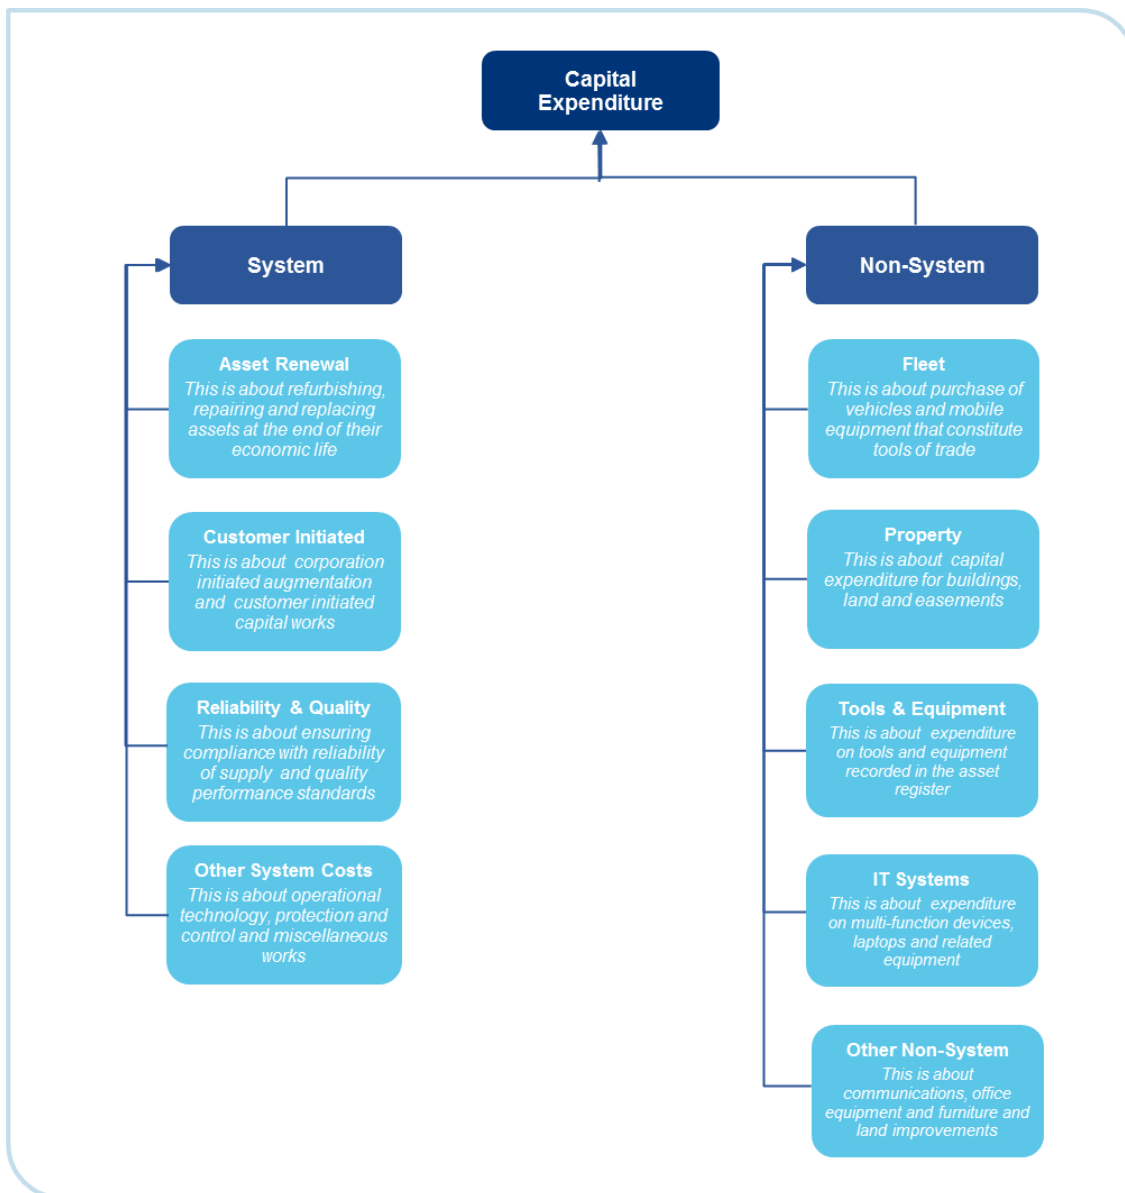 Capital
Expenditure
System
Non-System
Asset Renewal
This is about refurbishing,
repairing and replacing
assets at the end of their
economic life
Customer Initiated
This is about corporation
initiated augmentation
and customer initiated
capital works
Reliability & Quality
This is about ensuring
compliance with reliability
of supply and quality
performance standards
Other System Costs
This is about operational
technology, protection and
control and miscellaneous
works
Fleet
This is about purchase of
vehicles and mobile
equipment that constitute
tools of trade
Property
This is about capital
expenditure for buildings,
land and easements
Tools & Equipment
This is about expenditure
on tools and equipment
recorded in the asset
register
IT Systems
This is about expenditure
on multi-function devices,
laptops and related
equipment
Other Non-System
This is about
communications, office
equipment and furniture and
land improvements